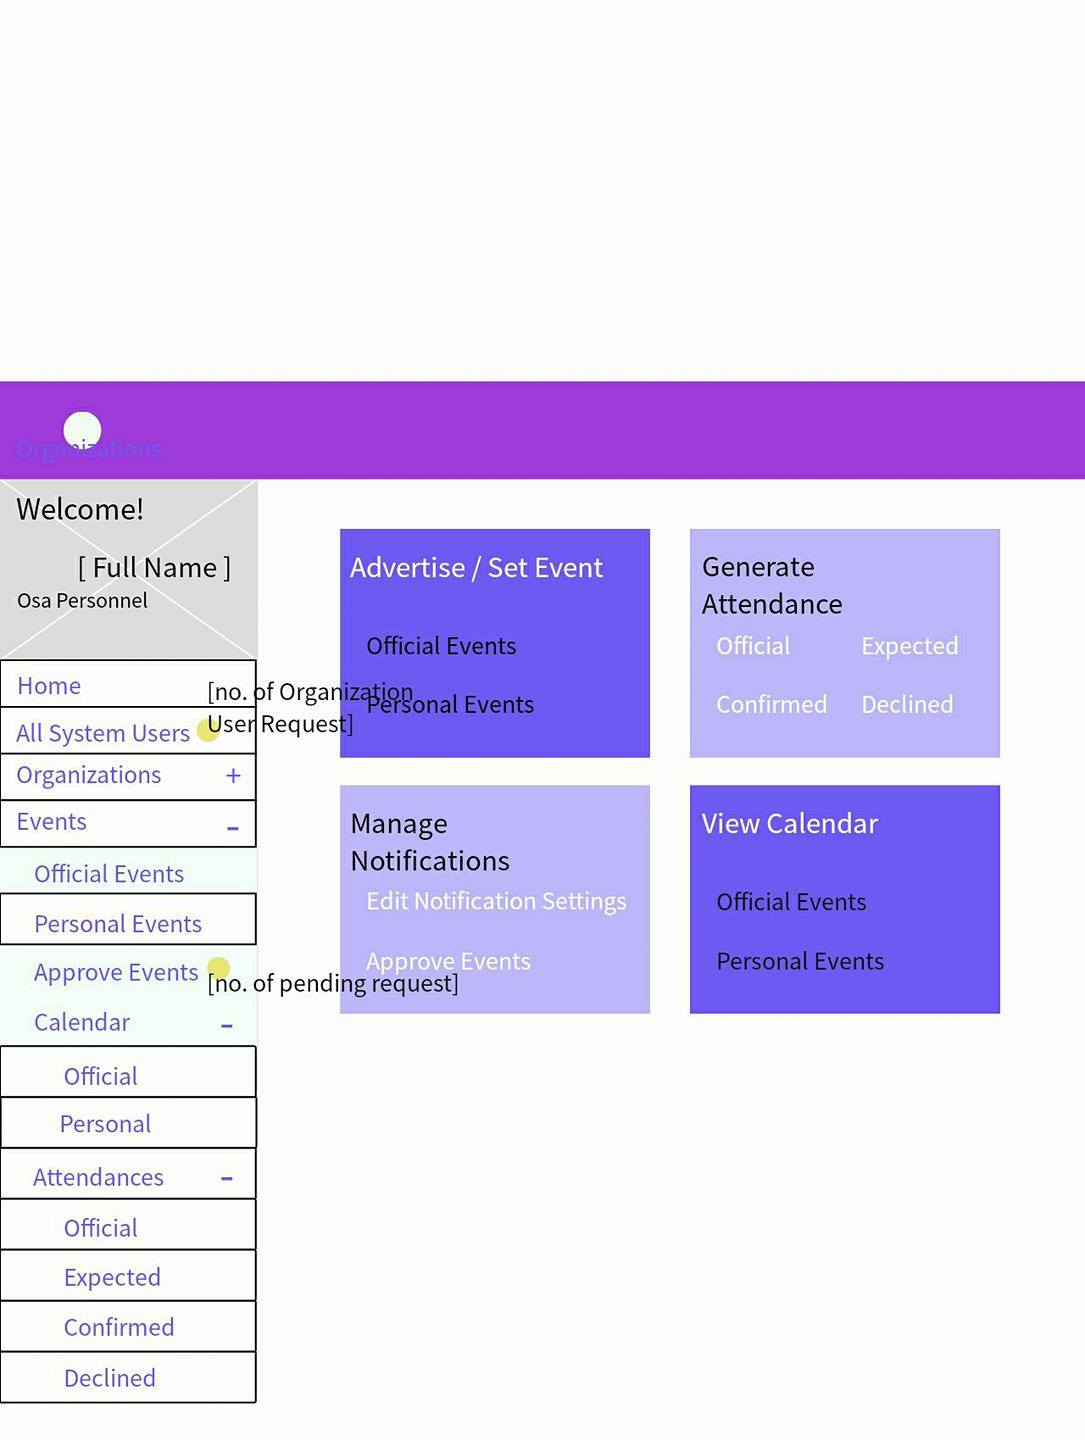 Organizations
Welcome!
[ Full Name ]
Osa Personnel
Home
All System Users
[no. of Organization
User Request]
Organizations +
Events -
Official Events
Personal Events
Approve Events
[no. of pending request]
Calendar -
Official
Personal
Attendances -
Official
Expected
Confirmed
Declined
Advertise / Set Event
Official Events
Personal Events
Generate
Attendance
Official Expected
Confirmed Declined
Manage
Notifications
Edit Notification Settings
Approve Events
View Calendar
Official Events
Personal Events